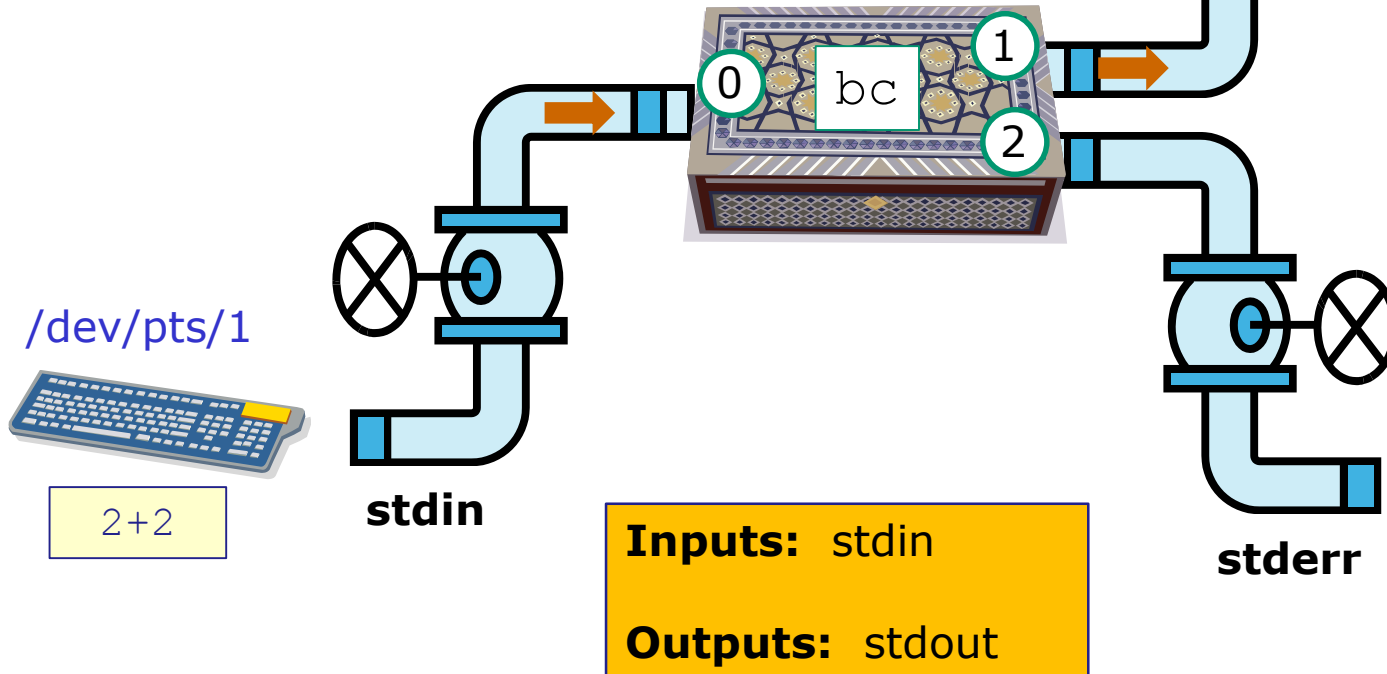 1
0
bc
2
/dev/pts/1
2+2
stdin
Inputs: stdin
stderr
Outputs: stdout